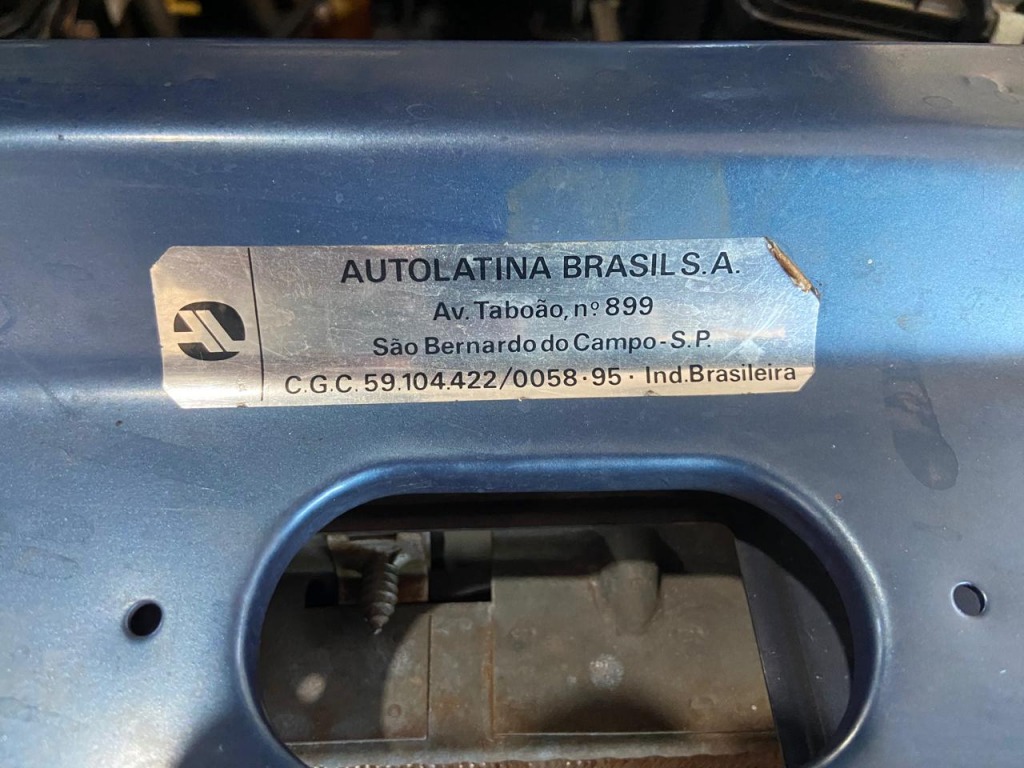 AUTOLATINA BRASIL S.A.
Av. Taboão, nº 899
São Bernardo do Campo - S.P.
C.G.C. 59.104.422/0058-95 · Ind.Brasileira